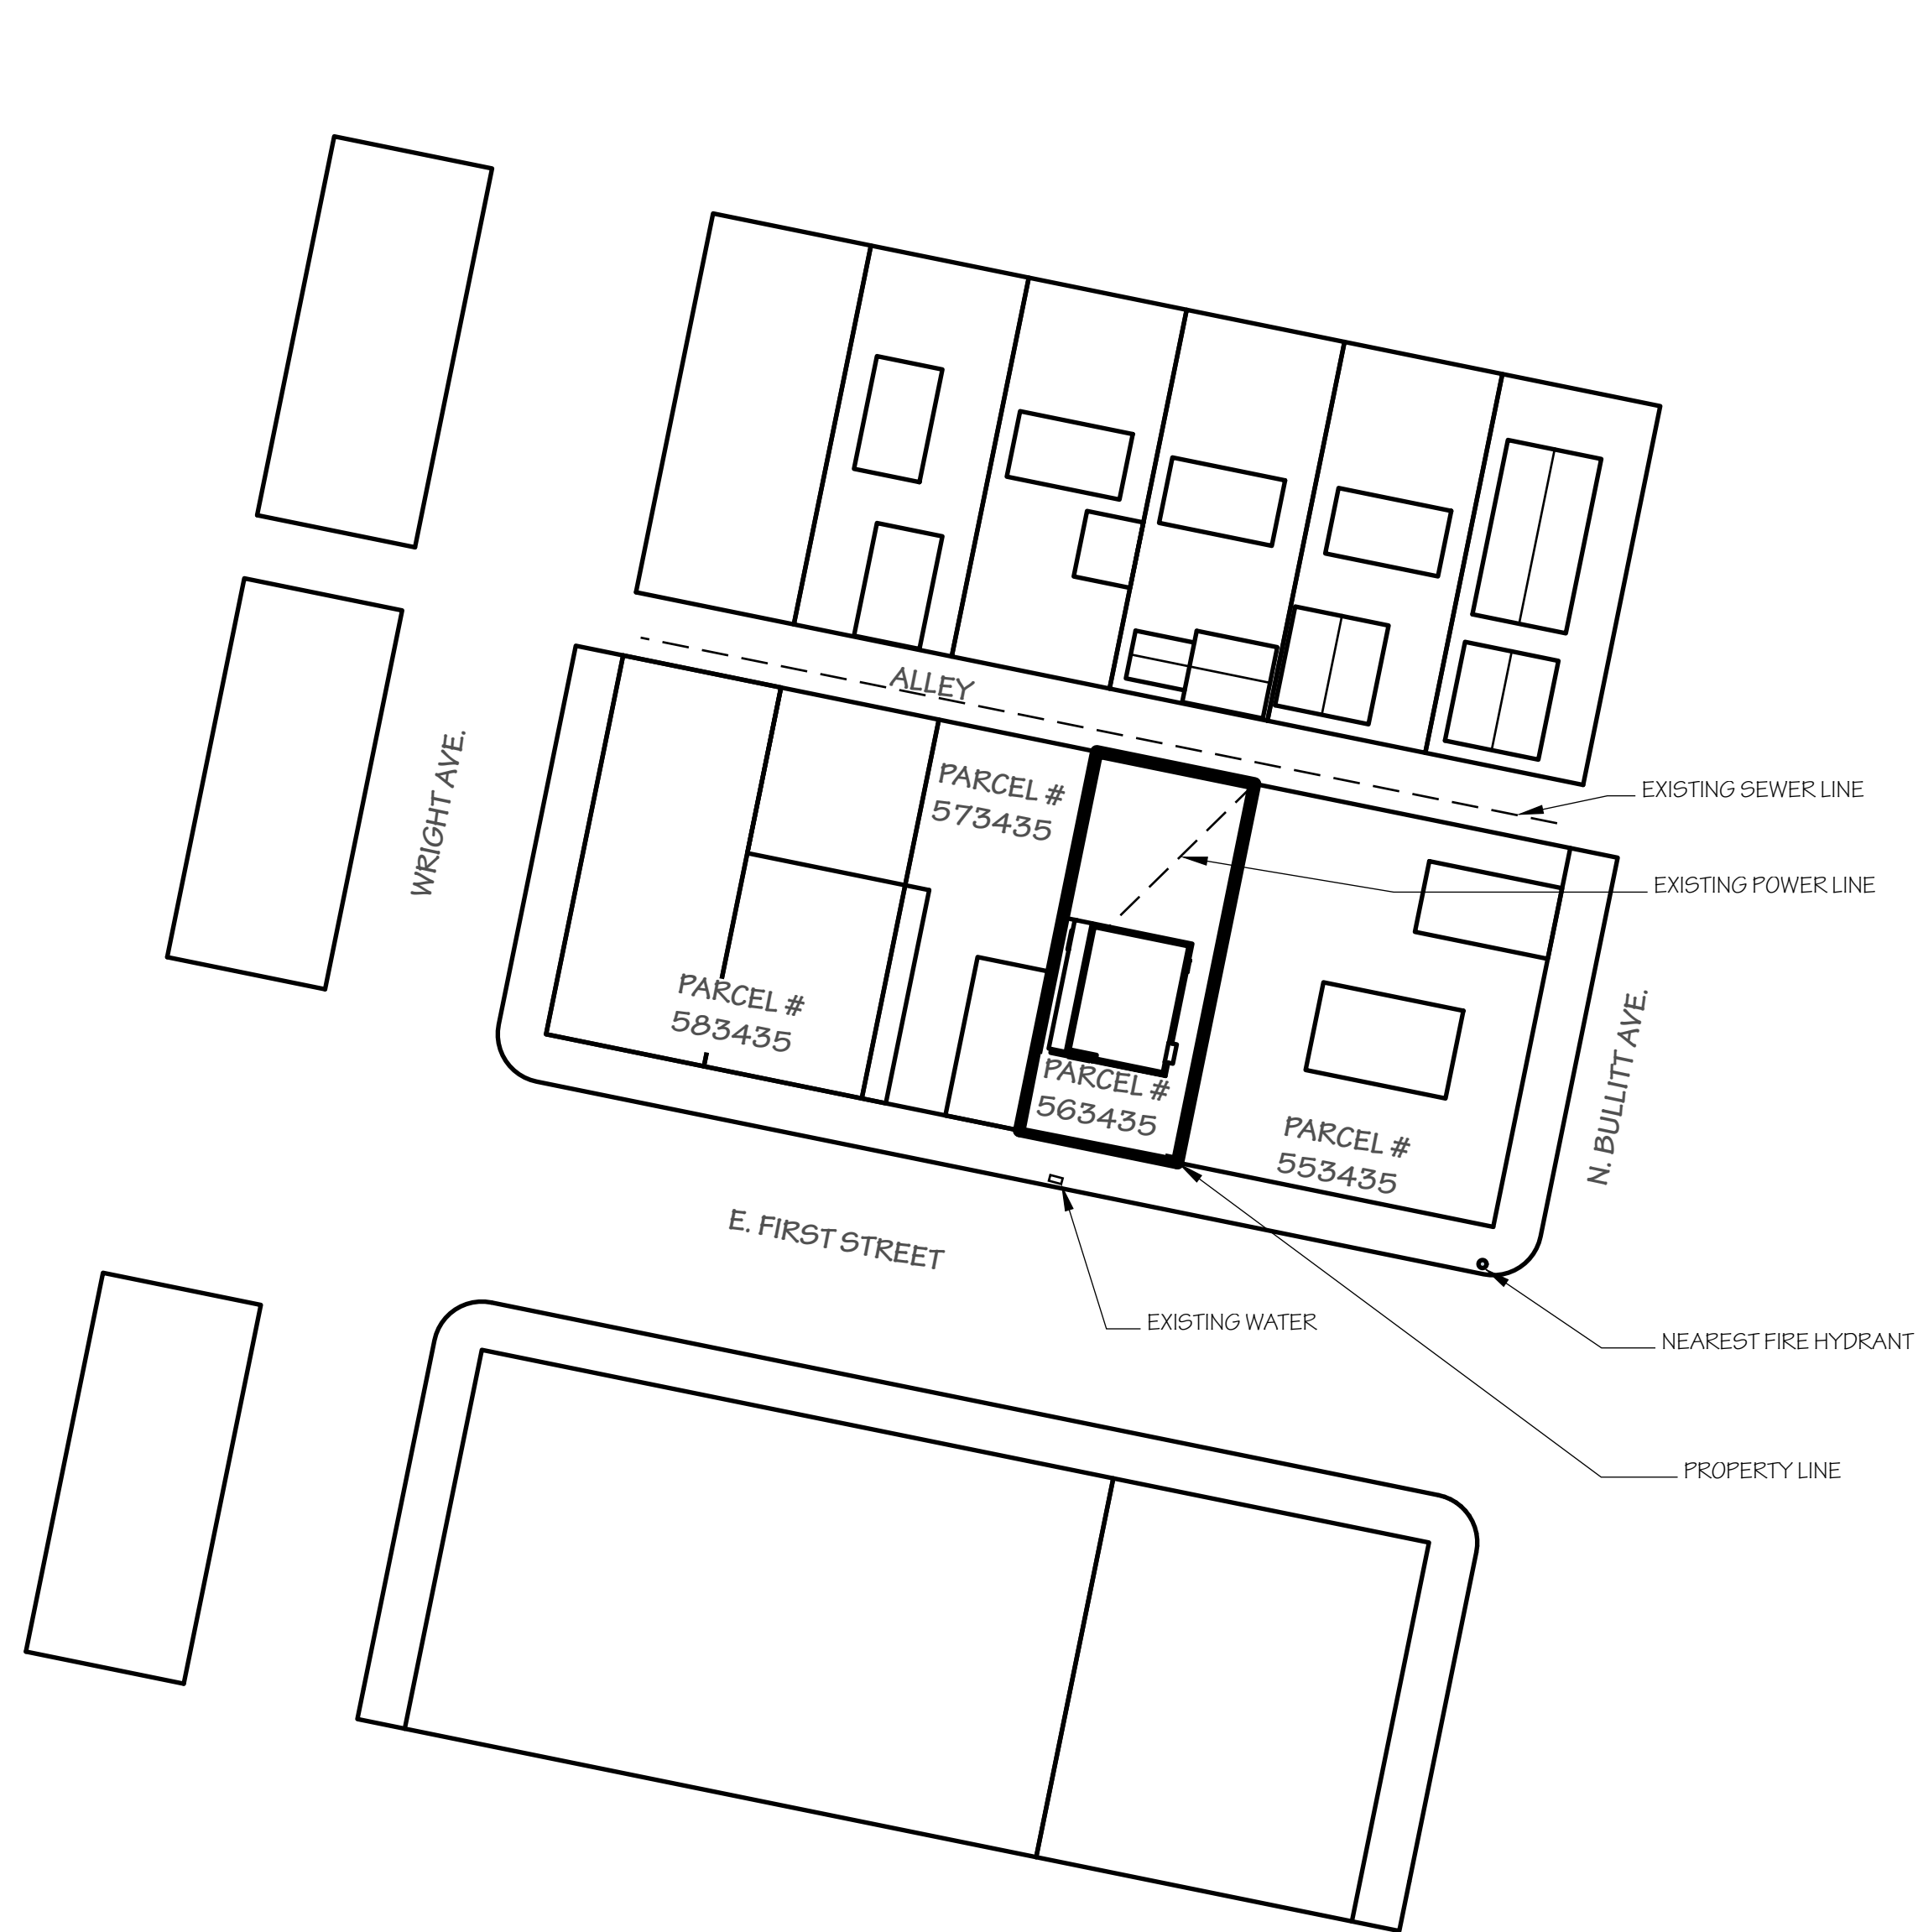 ALLEY
WRIGHT AVE.
PARCEL #
573435
EXISTING SEWER LINE
EXISTING POWER LINE
PARCEL #
583435
PARCEL #
563435
PARCEL #
553435
N. BULLITT AVE.
E. FIRST STREET
EXISTING WATER
NEAREST FIRE HYDRANT
PROPERTY LINE